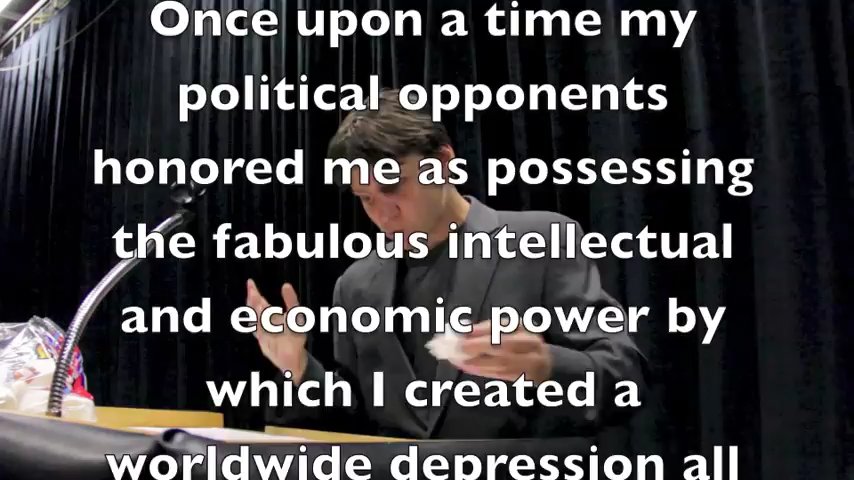 Once upon a time my
political opponents
honored me as possessing
the fabulous intellectual
and economic power by
which I created a
worldwide depression all